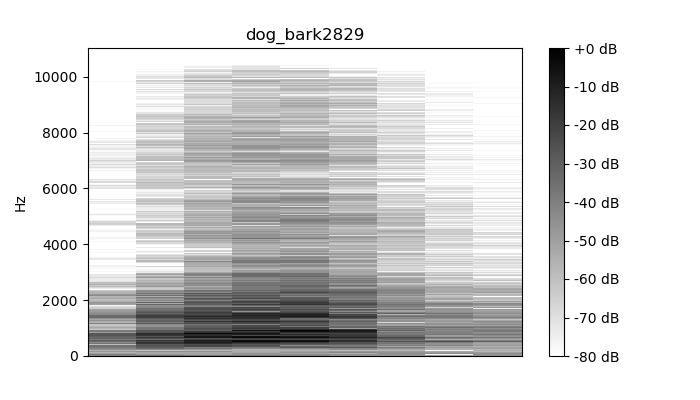 dog_bark2829
Hz
10000
8000
6000
4000
2000
0
+0 dB
-10 dB
-20 dB
-30 dB
-40 dB
-50 dB
-60 dB
-70 dB
-80 dB